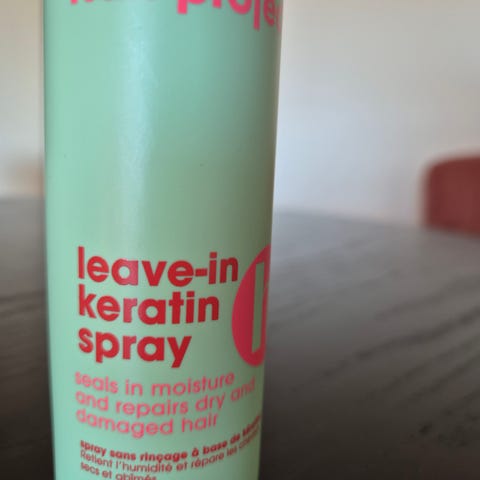 leave-in
keratin
spray
seals in moisture
and repairs dry and
damaged hair
spray sans rinçage à base de
Retient l'humidité et répare les
secs et abîmés